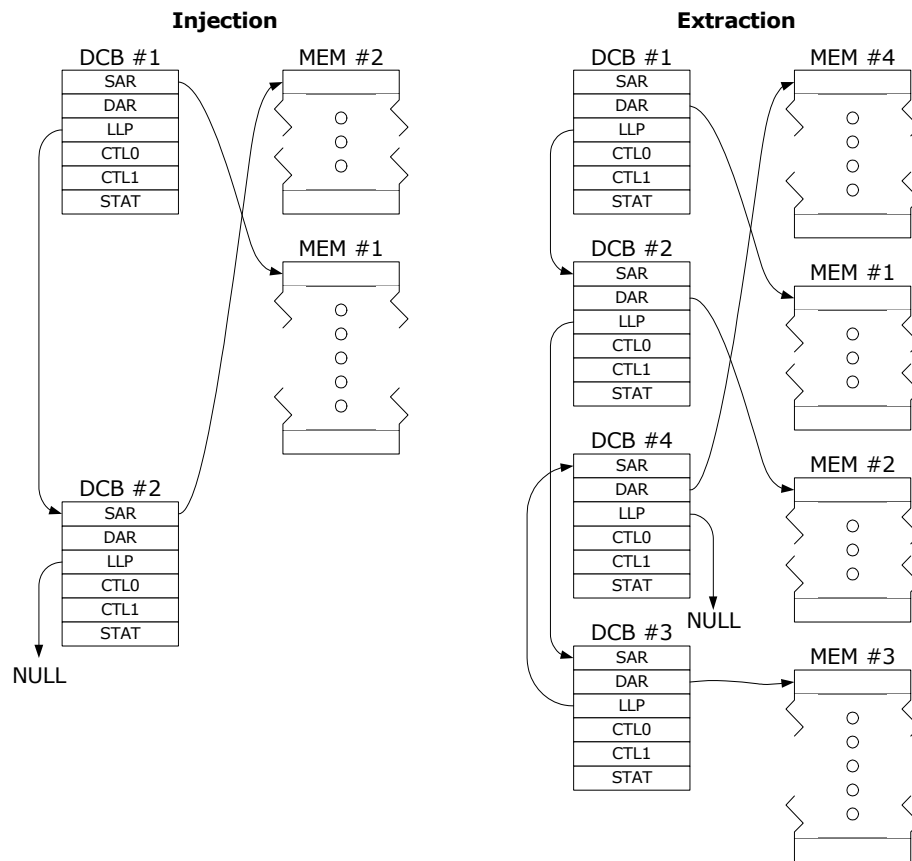 Injection
DCB #1
SAR
DAR
LLP
CTL0
CTL1
STAT
MEM #2
MEM #1
DCB #2
SAR
DAR
LLP
CTL0
CTL1
STAT
NULL
Extraction
DCB #1
SAR
DAR
LLP
CTL0
CTL1
STAT
MEM #4
DCB #2
SAR
DAR
LLP
CTL0
CTL1
STAT
MEM #1
DCB #4
SAR
DAR
LLP
CTL0
CTL1
STAT
NULL
MEM #2
DCB #3
SAR
DAR
LLP
CTL0
CTL1
STAT
MEM #3